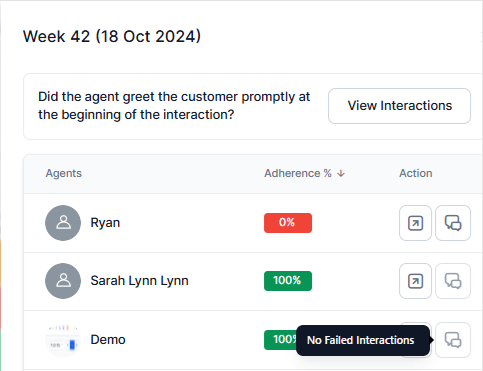 Week 42 (18 Oct 2024)
Did the agent greet the customer promptly at
the beginning of the interaction?
View Interactions
Agents Adherence % ↓ Action
Ryan 0%
Sarah Lynn Lynn 100%
Demo 100% No Failed Interactions